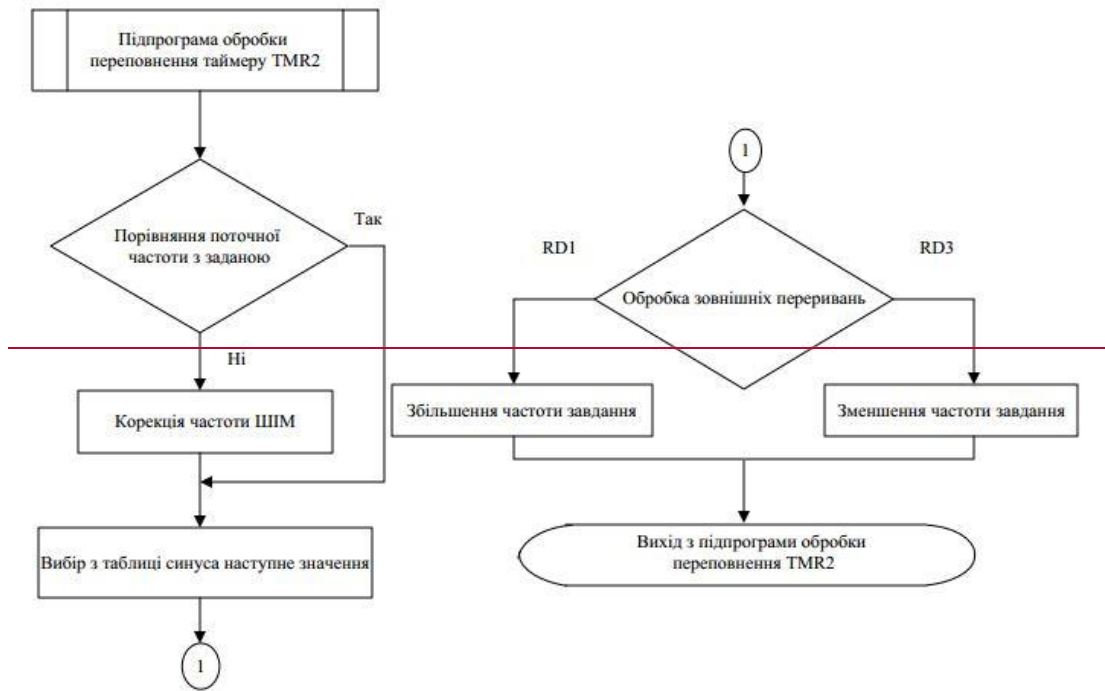 Підпрограма обробки
переповнення таймеру TMR2
Порівняння поточної
частоти з заданою
Так
Ні
Корекція частоти ШІМ
Вибір з таблиці синуса наступне значення
1
1
RD1
RD3
Обробка зовнішніх переривань
Збільшення частоти завдання
Зменшення частоти завдання
Вихід з підпрограми обробки
переповнення TMR2